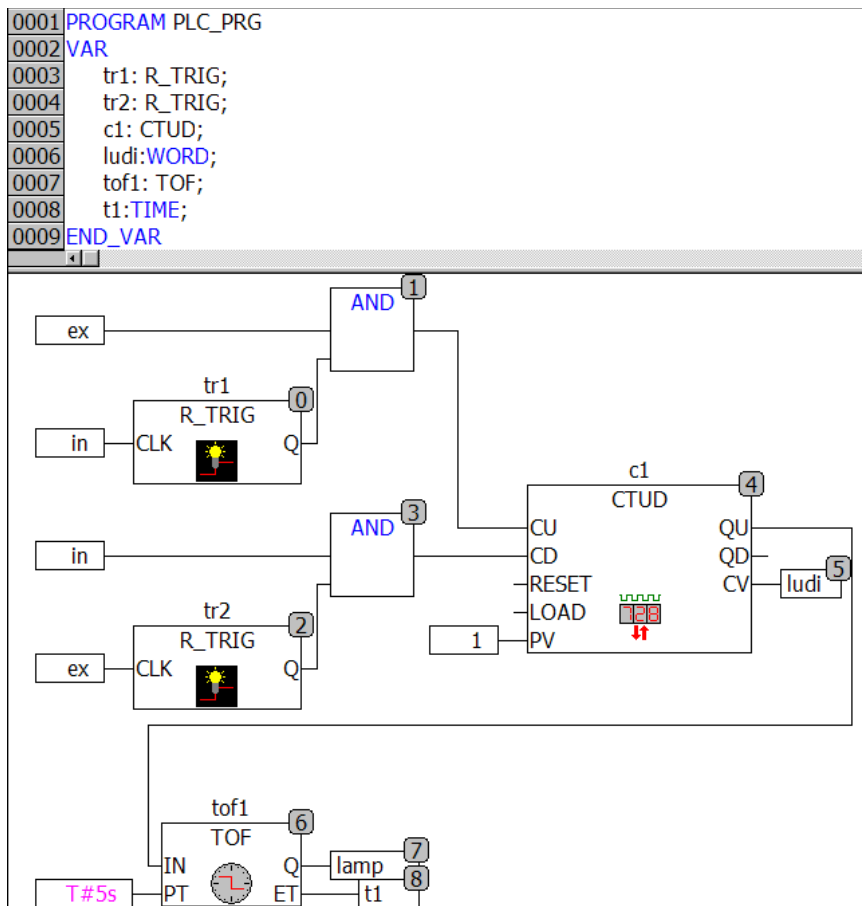 0001 PROGRAM PLC_PRG
0002 VAR
0003 tr1: R_TRIG;
0004 tr2: R_TRIG;
0005 c1: CTUD;
0006 ludi:WORD;
0007 tof1: TOF;
0008 t1:TIME;
0009 END_VAR
AND 1
ex
tr1
R_TRIG 0
in CLK Q
AND 3
in
tr2
R_TRIG 2
ex CLK Q
c1
CTUD 4
CU QU
CD QD
RESET CV ludi 5
LOAD 728
1 PV
tof1
TOF 6
IN Q lamp 7
T#5s PT ET t1 8